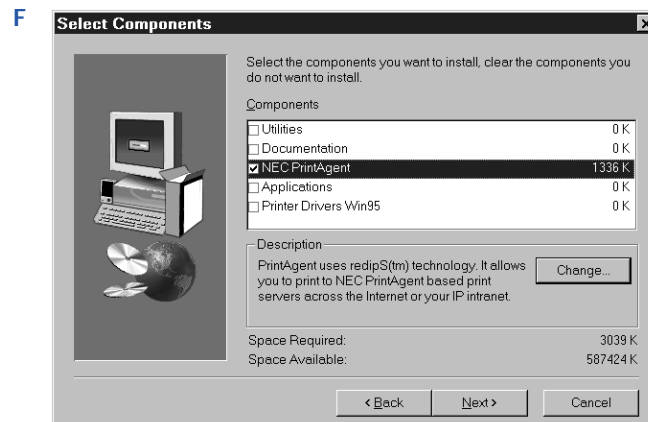 F
Select Components
Select the components you want to install, clear the components you
do not want to install.
Components
Utilities 0 K
Documentation 0 K
NEC PrintAgent 1336 K
Applications 0 K
Printer Drivers Win95 0 K
Description
PrintAgent uses redipS(tm) technology. It allows
you to print to NEC PrintAgent based print
servers across the Internet or your IP intranet.
Change...
Space Required: 3039 K
Space Available: 587424 K
< Back Next > Cancel